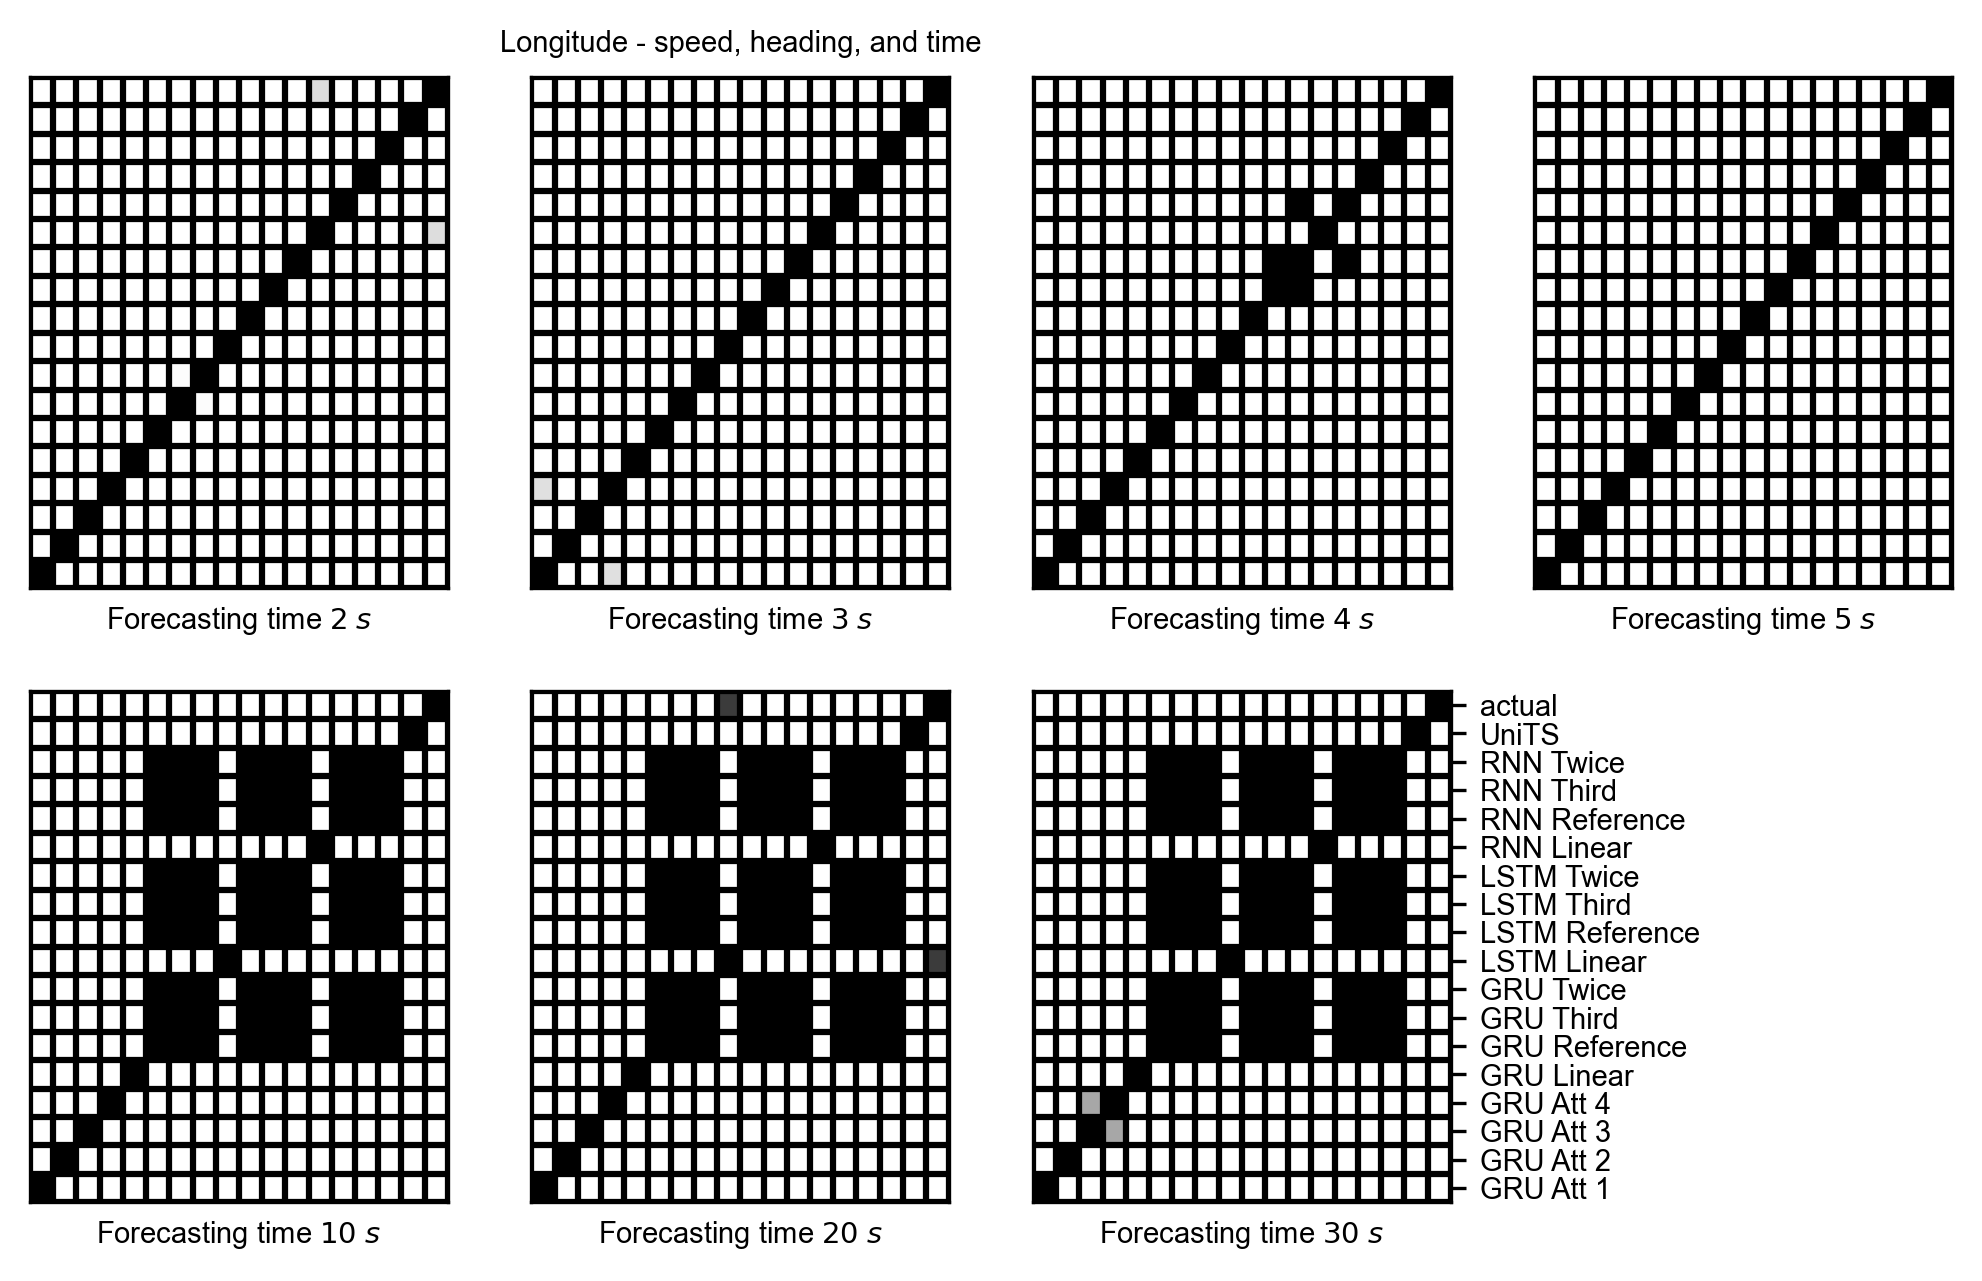 Longitude - speed, heading, and time
Forecasting time 2 s
Forecasting time 3 s
Forecasting time 4 s
Forecasting time 5 s
actual
UniTS
RNN Twice
RNN Third
RNN Reference
RNN Linear
LSTM Twice
LSTM Third
LSTM Reference
LSTM Linear
GRU Twice
GRU Third
GRU Reference
GRU Linear
GRU Att 4
GRU Att 3
GRU Att 2
GRU Att 1
Forecasting time 10 s
Forecasting time 20 s
Forecasting time 30 s